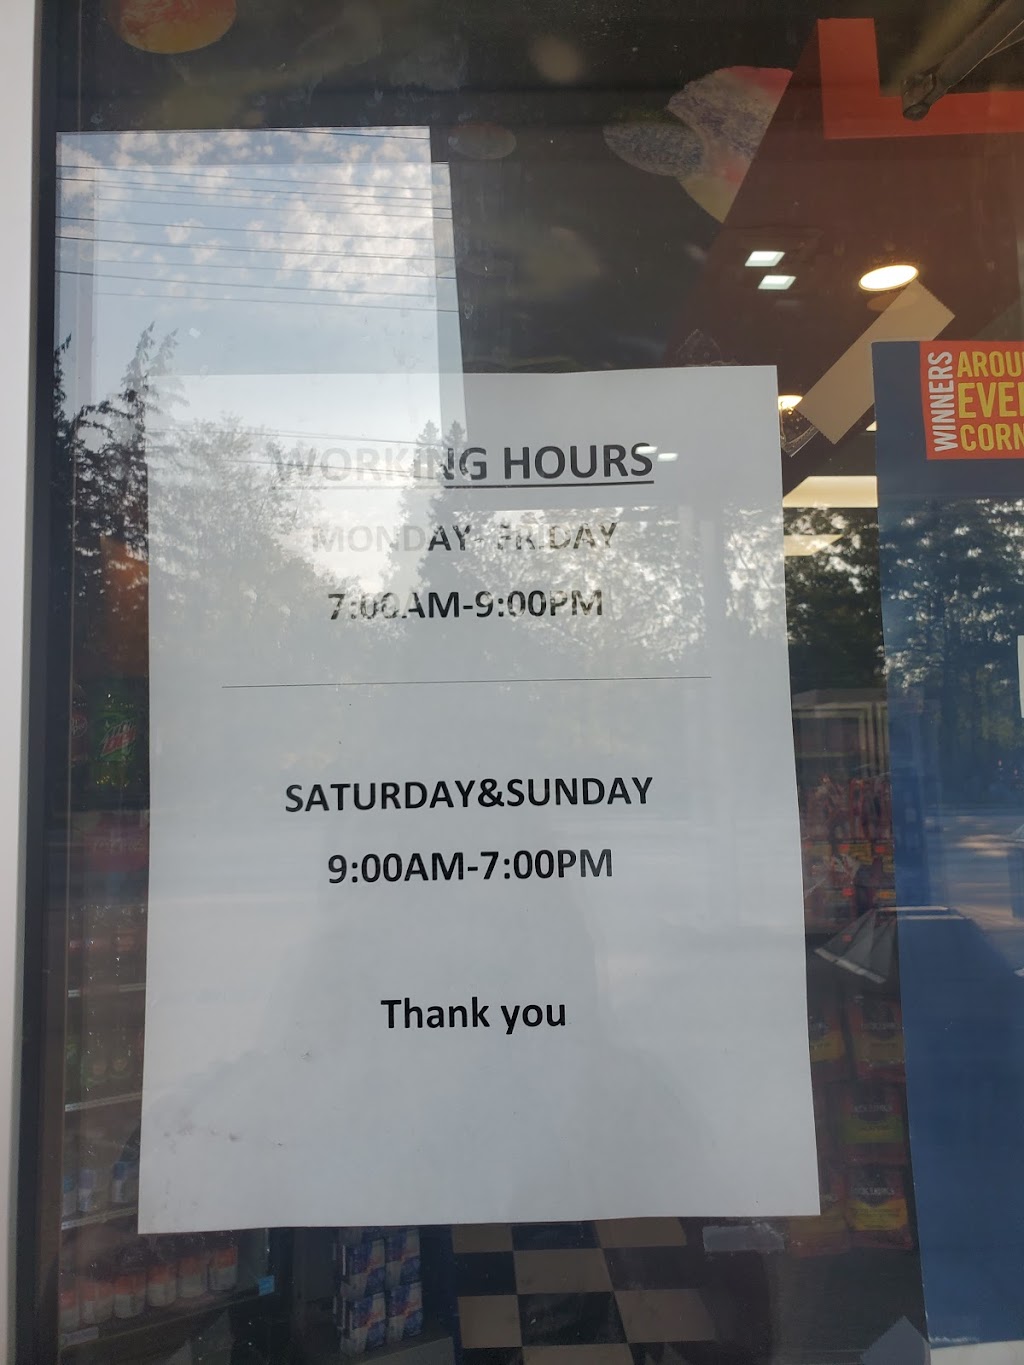 WORKING HOURS
MONDAY- FRIDAY
7:00AM-9:00PM
SATURDAY&SUNDAY
9:00AM-7:00PM
Thank you
WINNERS